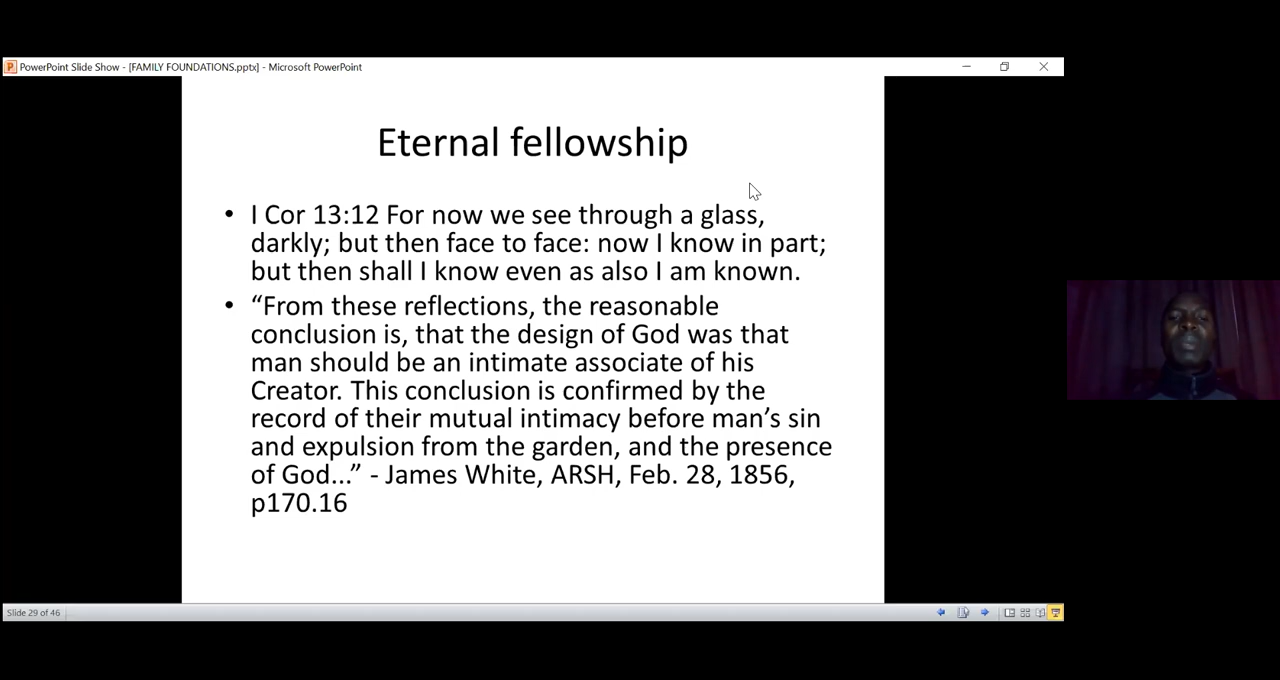 PowerPoint Slide Show - [FAMILY FOUNDATIONS.pptx] - Microsoft PowerPoint
Eternal fellowship
• I Cor 13:12 For now we see through a glass,
darkly; but then face to face: now I know in part;
but then shall I know even as also I am known.
• “From these reflections, the reasonable
conclusion is, that the design of God was that
man should be an intimate associate of his
Creator. This conclusion is confirmed by the
record of their mutual intimacy before man’s sin
and expulsion from the garden, and the presence
of God...” - James White, ARSH, Feb. 28, 1856,
p170.16
Slide 29 of 46